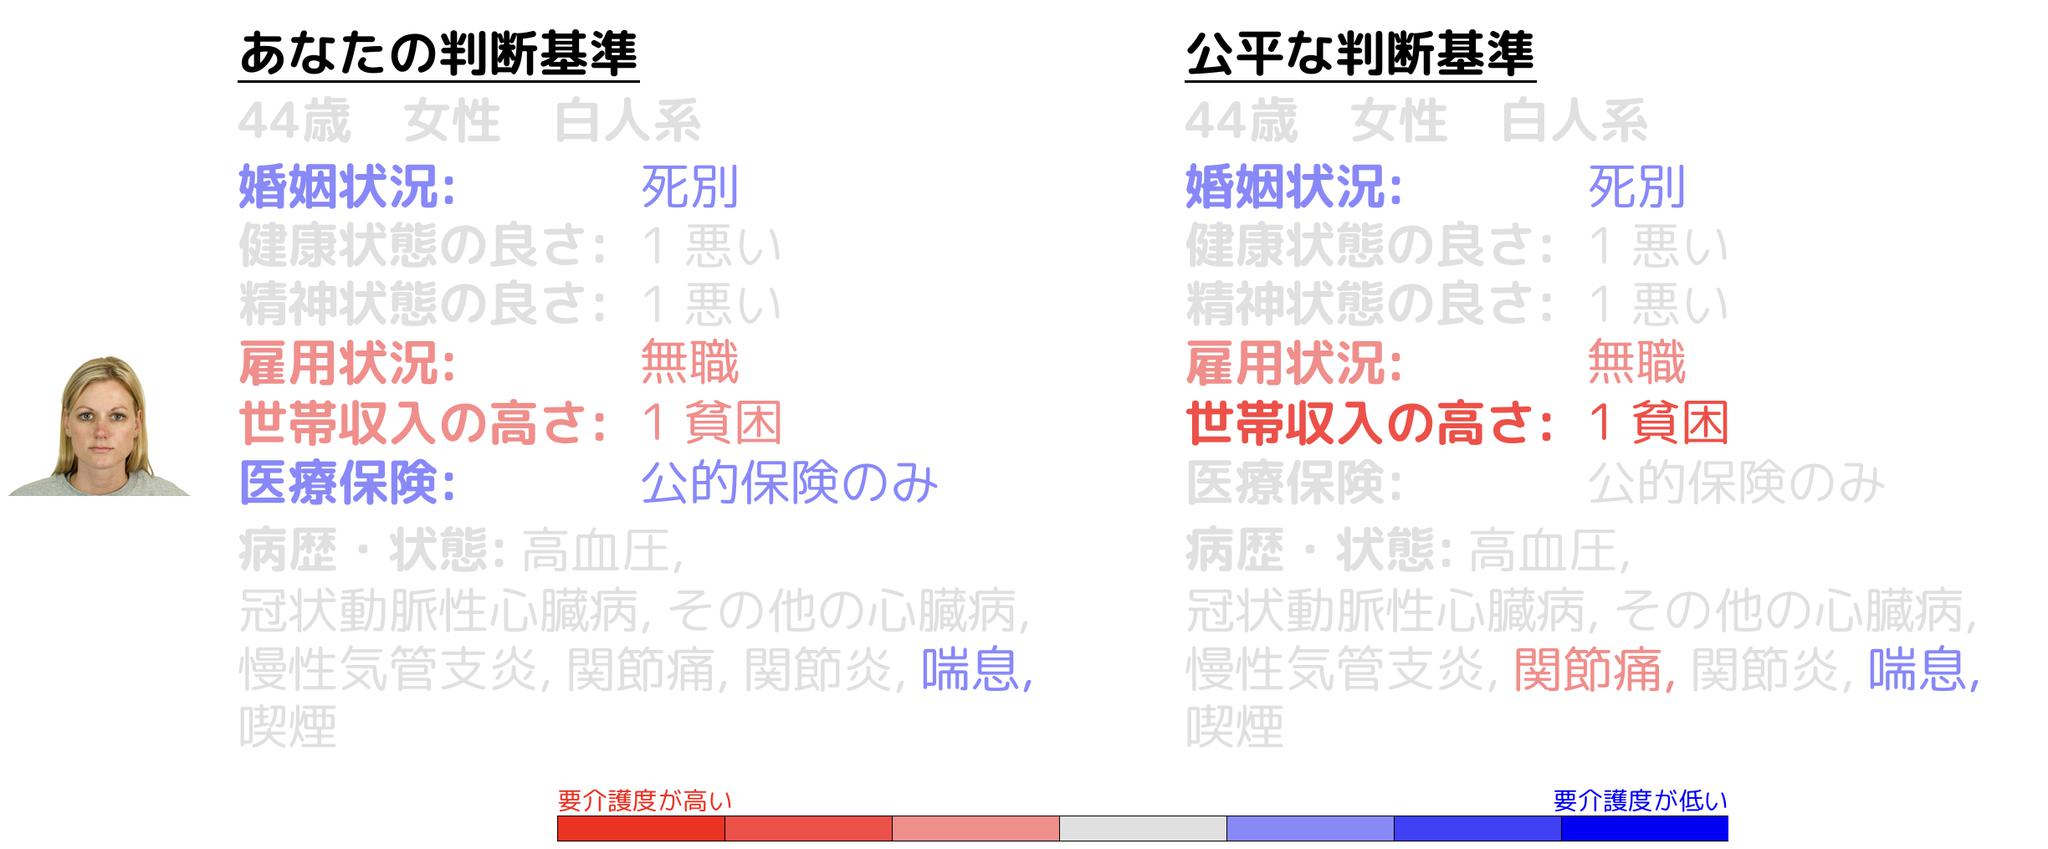 あなたの判断基準
44歳　女性　白人系
婚姻状況: 死別
健康状態の良さ: 1 悪い
精神状態の良さ: 1 悪い
雇用状況: 無職
世帯収入の高さ: 1 貧困
医療保険: 公的保険のみ
病歴・状態: 高血圧,
冠状動脈性心臓病, その他の心臓病,
慢性気管支炎, 関節痛, 関節炎, 喘息,
喫煙
公平な判断基準
44歳　女性　白人系
婚姻状況: 死別
健康状態の良さ: 1 悪い
精神状態の良さ: 1 悪い
雇用状況: 無職
世帯収入の高さ: 1 貧困
医療保険: 公的保険のみ
病歴・状態: 高血圧,
冠状動脈性心臓病, その他の心臓病,
慢性気管支炎, 関節痛, 関節炎, 喘息,
喫煙
要介護度が高い
要介護度が低い